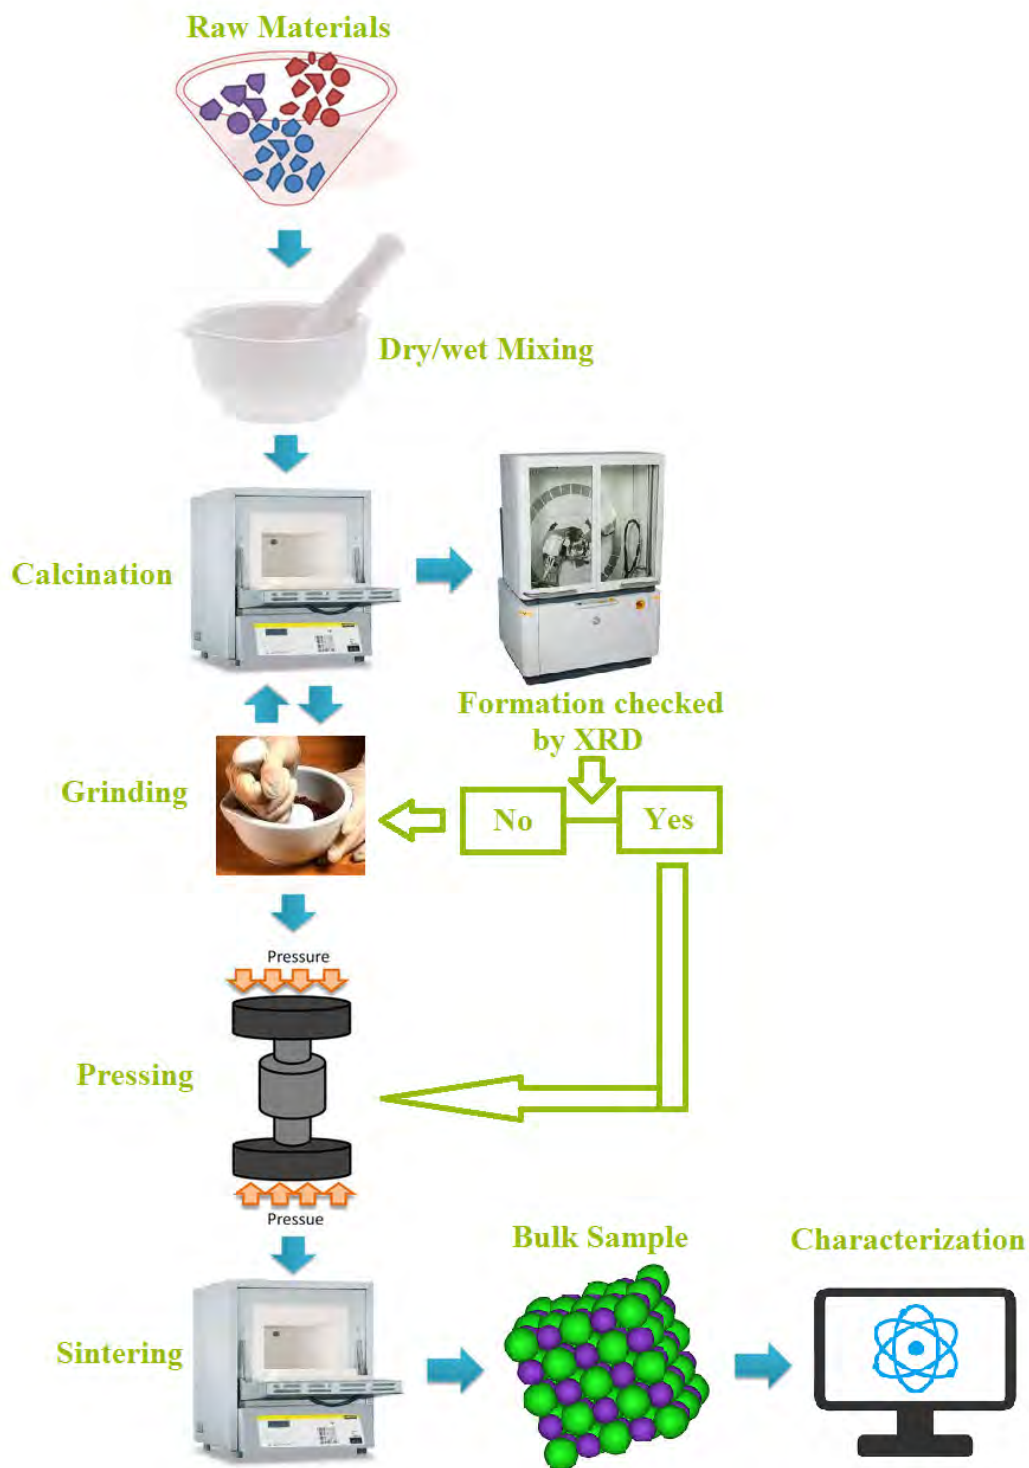 Raw Materials
Dry/wet Mixing
Calcination
Formation checked
by XRD
Grinding
No
Yes
Pressure
Pressing
Pressue
Bulk Sample
Characterization
Sintering